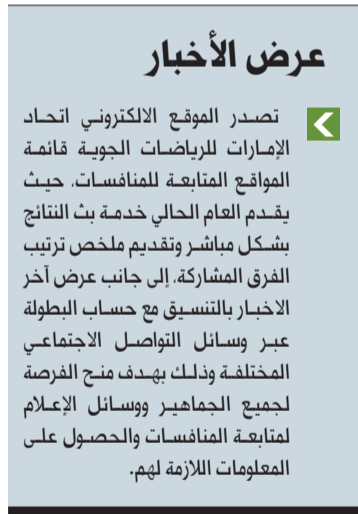 عرض الأخبار
تصدر الموقع الالكتروني اتحاد
الإمارات للرياضات الجوية قائمة
المواقع المتابعة للمنافسات، حيث
يقدم العام الحالي خدمة بث النتائج
بشكل مباشر وتقديم ملخص ترتيب
الفرق المشاركة، إلى جانب عرض آخر
الاخبار بالتنسيق مع حساب البطولة
عبر وسائل التواصل الاجتماعي
المختلفة وذلك بهدف منح الفرصة
لجميع الجماهير ووسائل الإعلام
لمتابعة المنافسات والحصول على
المعلومات اللازمة لهم.